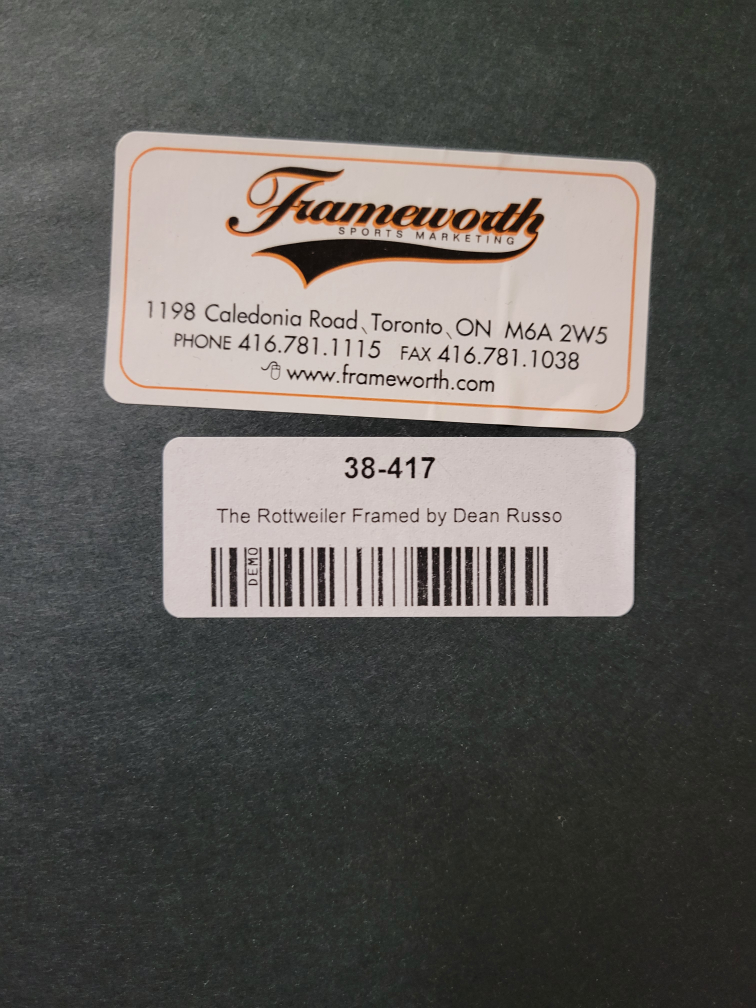 Frameworth
SPORTS MARKETING
1198 Caledonia Road, Toronto, ON M6A 2W5
PHONE 416.781.1115 FAX 416.781.1038
www.frameworth.com
38-417
The Rottweiler Framed by Dean Russo
DEMO